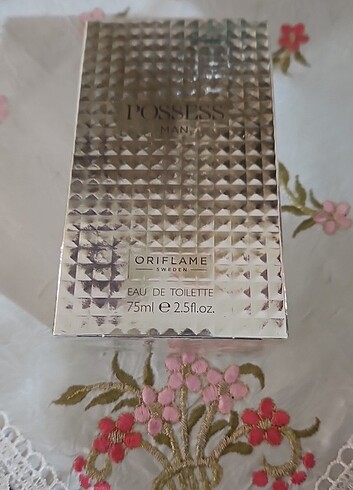 POSSESS
MAN
ORIFLAME
SWEDEN
EAU DE TOILETTE
75ml e 2.5fl.oz.